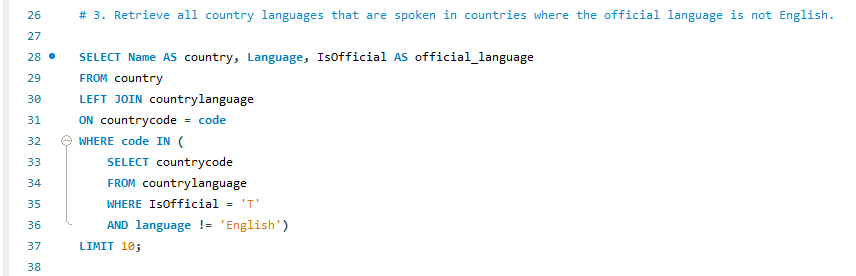 26 # 3. Retrieve all country languages that are spoken in countries where the official language is not English.
27
28 SELECT Name AS country, Language, IsOfficial AS official_language
29 FROM country
30 LEFT JOIN countrylanguage
31 ON countrycode = code
32 WHERE code IN (
33 SELECT countrycode
34 FROM countrylanguage
35 WHERE IsOfficial = 'T'
36 AND language != 'English')
37 LIMIT 10;
38